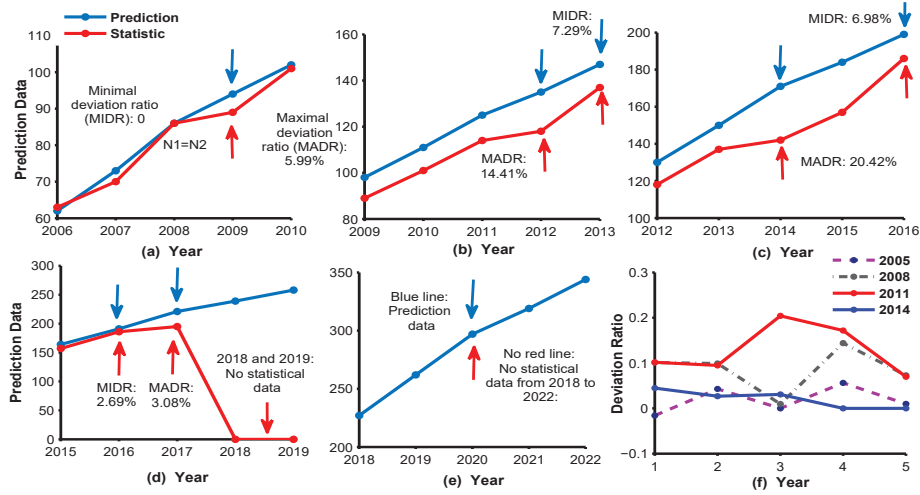 Prediction
Statistic
Prediction Data
110
100
90
80
70
60
Minimal
deviation ratio
(MIDR): 0
N1=N2
Maximal
deviation
ratio (MADR):
5.99%
2006 2007 2008 2009 2010
(a) Year
160
140
120
100
80
MIDR:
7.29%
MADR:
14.41%
2009 2010 2011 2012 2013
(b) Year
200
180
160
140
120
100
MIDR: 6.98%
MADR: 20.42%
2012 2013 2014 2015 2016
(c) Year
Prediction Data
300
250
200
150
100
50
0
MIDR:
2.69%
MADR:
3.08%
2018 and 2019:
No statistical
data
2015 2016 2017 2018 2019
(d) Year
350
300
250
200
Blue line:
Prediction
data
No red line:
No statistical
data from 2018 to
2022:
2018 2019 2020 2021 2022
(e) Year
2005
2008
2011
2014
Deviation Ratio
0.3
0.2
0.1
0
−0.1
1 2 3 4 5
(f) Year